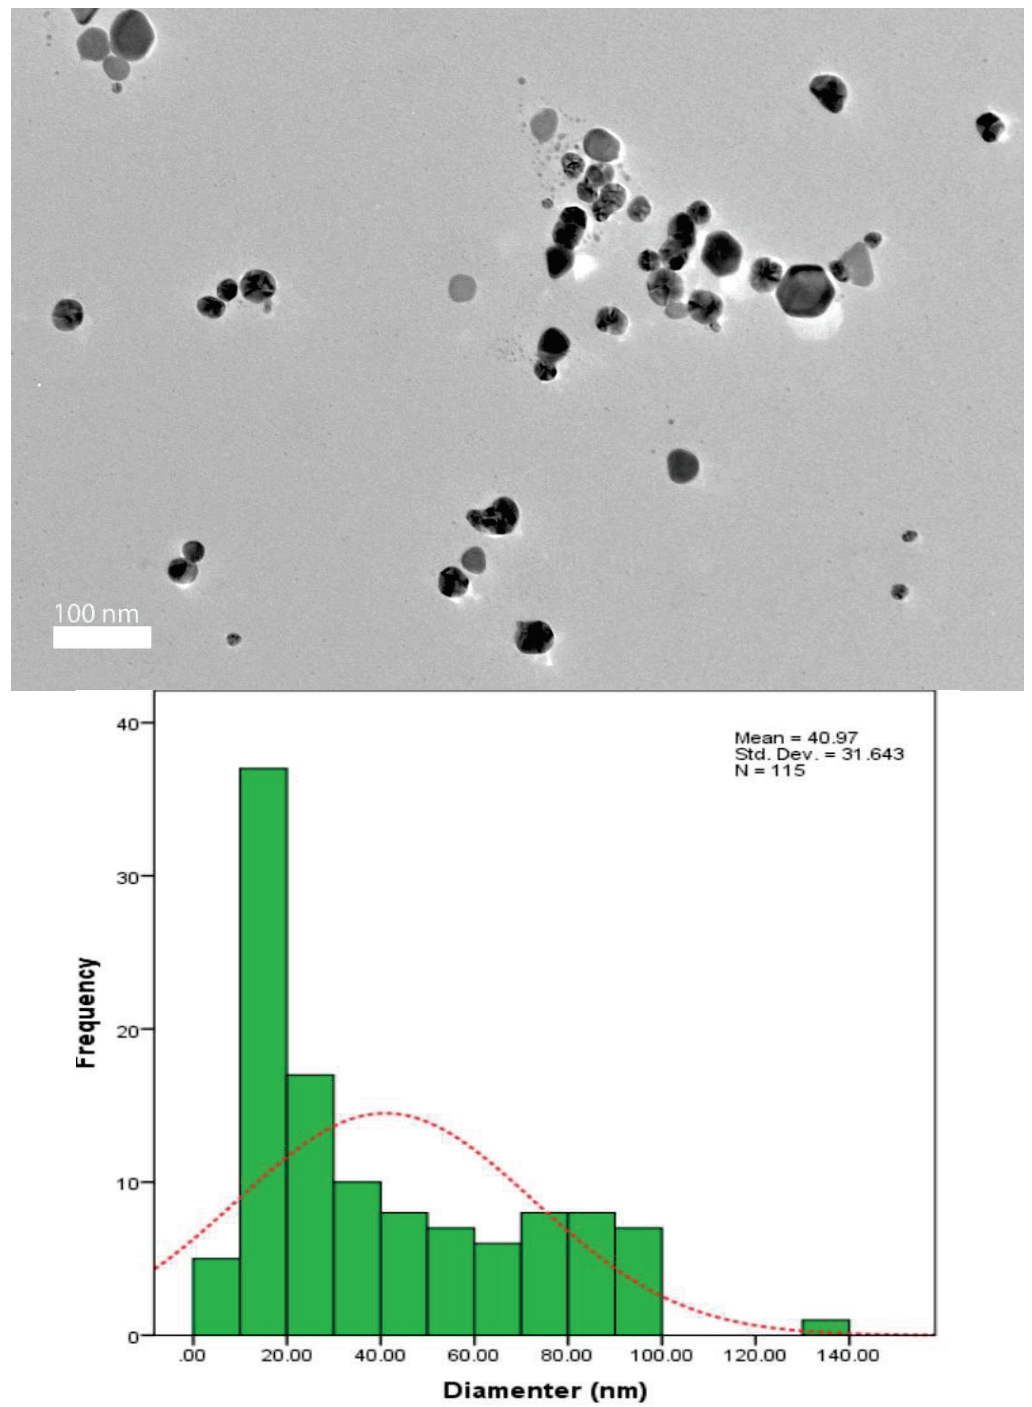 100 nm
Mean = 40.97
Std. Dev. = 31.643
N = 115
40
30
20
10
0
Frequency
.00 20.00 40.00 60.00 80.00 100.00 120.00 140.00
Diamenter (nm)